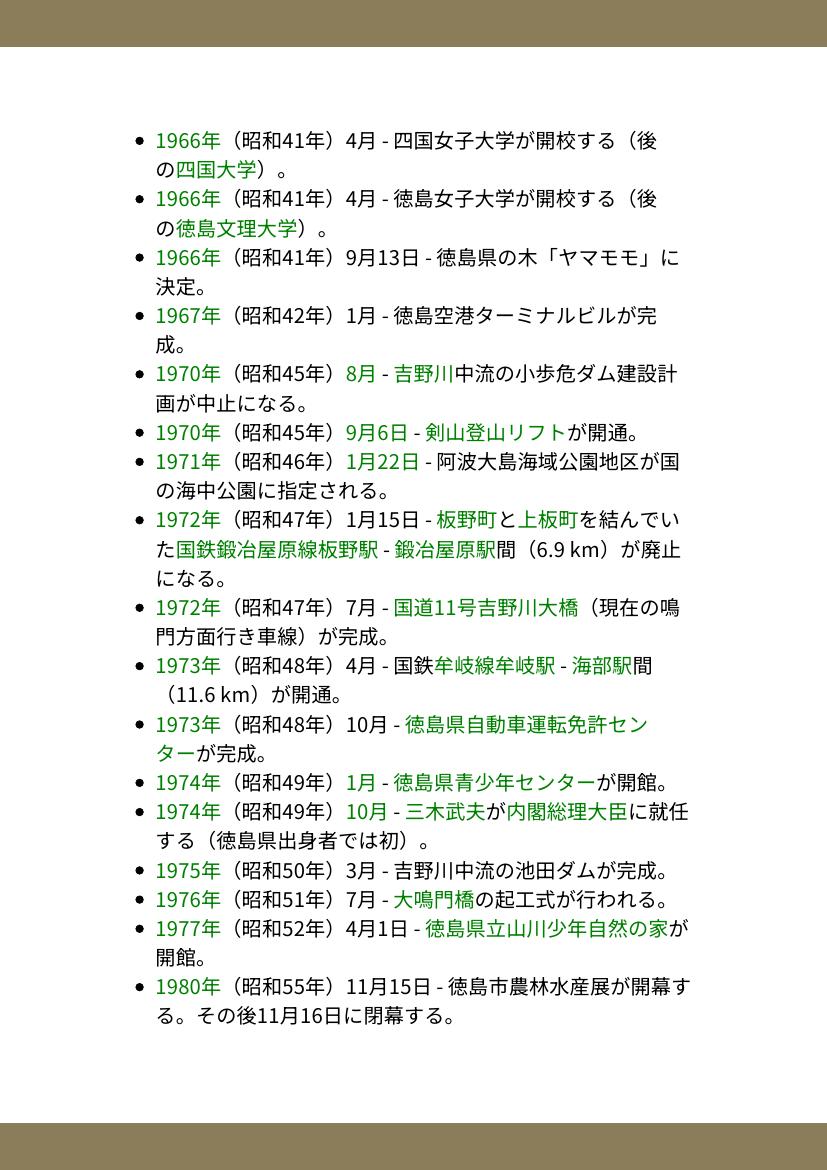 • 1966年（昭和41年）4月 - 四国女子大学が開校する（後
の四国大学）。
• 1966年（昭和41年）4月 - 徳島女子大学が開校する（後
の徳島文理大学）。
• 1966年（昭和41年）9月13日 - 徳島県の木「ヤマモモ」に
決定。
• 1967年（昭和42年）1月 - 徳島空港ターミナルビルが完
成。
• 1970年（昭和45年）8月 - 吉野川中流の小歩危ダム建設計
画が中止になる。
• 1970年（昭和45年）9月6日 - 剣山登山リフトが開通。
• 1971年（昭和46年）1月22日 - 阿波大島海域公園地区が国
の海中公園に指定される。
• 1972年（昭和47年）1月15日 - 板野町と上板町を結んでい
た国鉄鍛冶屋原線板野駅 - 鍛冶屋原駅間（6.9 km）が廃止
になる。
• 1972年（昭和47年）7月 - 国道11号吉野川大橋（現在の鳴
門方面行き車線）が完成。
• 1973年（昭和48年）4月 - 国鉄牟岐線牟岐駅 - 海部駅間
（11.6 km）が開通。
• 1973年（昭和48年）10月 - 徳島県自動車運転免許セン
ターが完成。
• 1974年（昭和49年）1月 - 徳島県青少年センターが開館。
• 1974年（昭和49年）10月 - 三木武夫が内閣総理大臣に就任
する（徳島県出身者では初）。
• 1975年（昭和50年）3月 - 吉野川中流の池田ダムが完成。
• 1976年（昭和51年）7月 - 大鳴門橋の起工式が行われる。
• 1977年（昭和52年）4月1日 - 徳島県立山川少年自然の家が
開館。
• 1980年（昭和55年）11月15日 - 徳島市農林水産展が開幕す
る。その後11月16日に閉幕する。